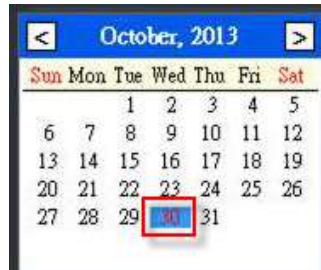 < October, 2013 >
Sun Mon Tue Wed Thu Fri Sat
1 2 3 4 5
6 7 8 9 10 11 12
13 14 15 16 17 18 19
20 21 22 23 24 25 26
27 28 29 30 31